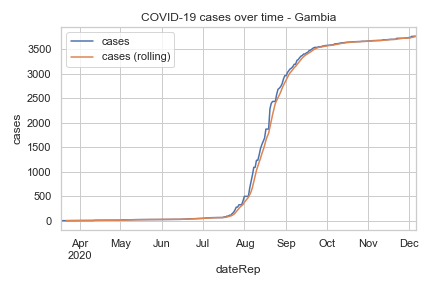 COVID-19 cases over time - Gambia
cases
cases (rolling)
3500
3000
2500
2000
1500
1000
500
0
cases
Apr May Jun Jul Aug Sep Oct Nov Dec
2020
dateRep